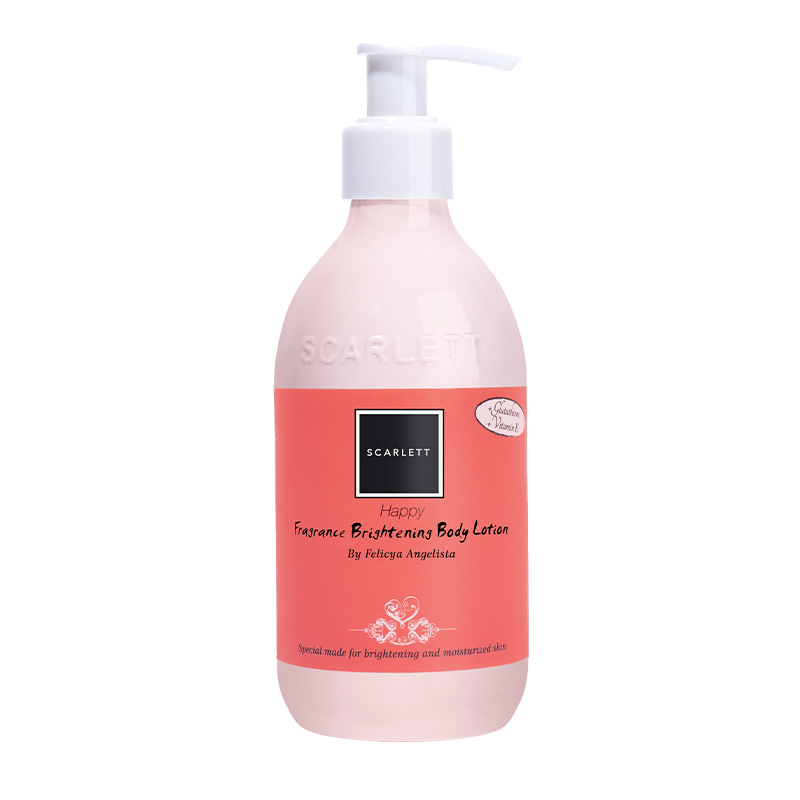 SCARLETT
+ Glutathione
+ Vitamin E
SCARLETT
Happy
Fragrance Brightening Body Lotion
By Felicya Angelista
Special made for brightening and moisturized skin